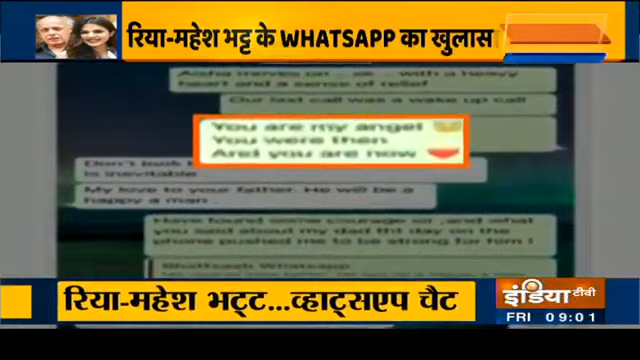 रिया-महेश भट्ट के WHATSAPP का खुलास
Aisha moves on .. sir .. with a heavy
heart and a sense of relief
Our last call was a wake up call
You are my angel
You were then
And you are now
Don't look b
is inevitable
My love to your father. He will be a
happy a man
Have found some courage sir ,and what
you said about my dad tht day on the
phone pushed me to be strong for him !
Whatsapp
रिया-महेश भट्ट...व्हाट्सएप चैट
इंडिया टीवी
FRI 09:01